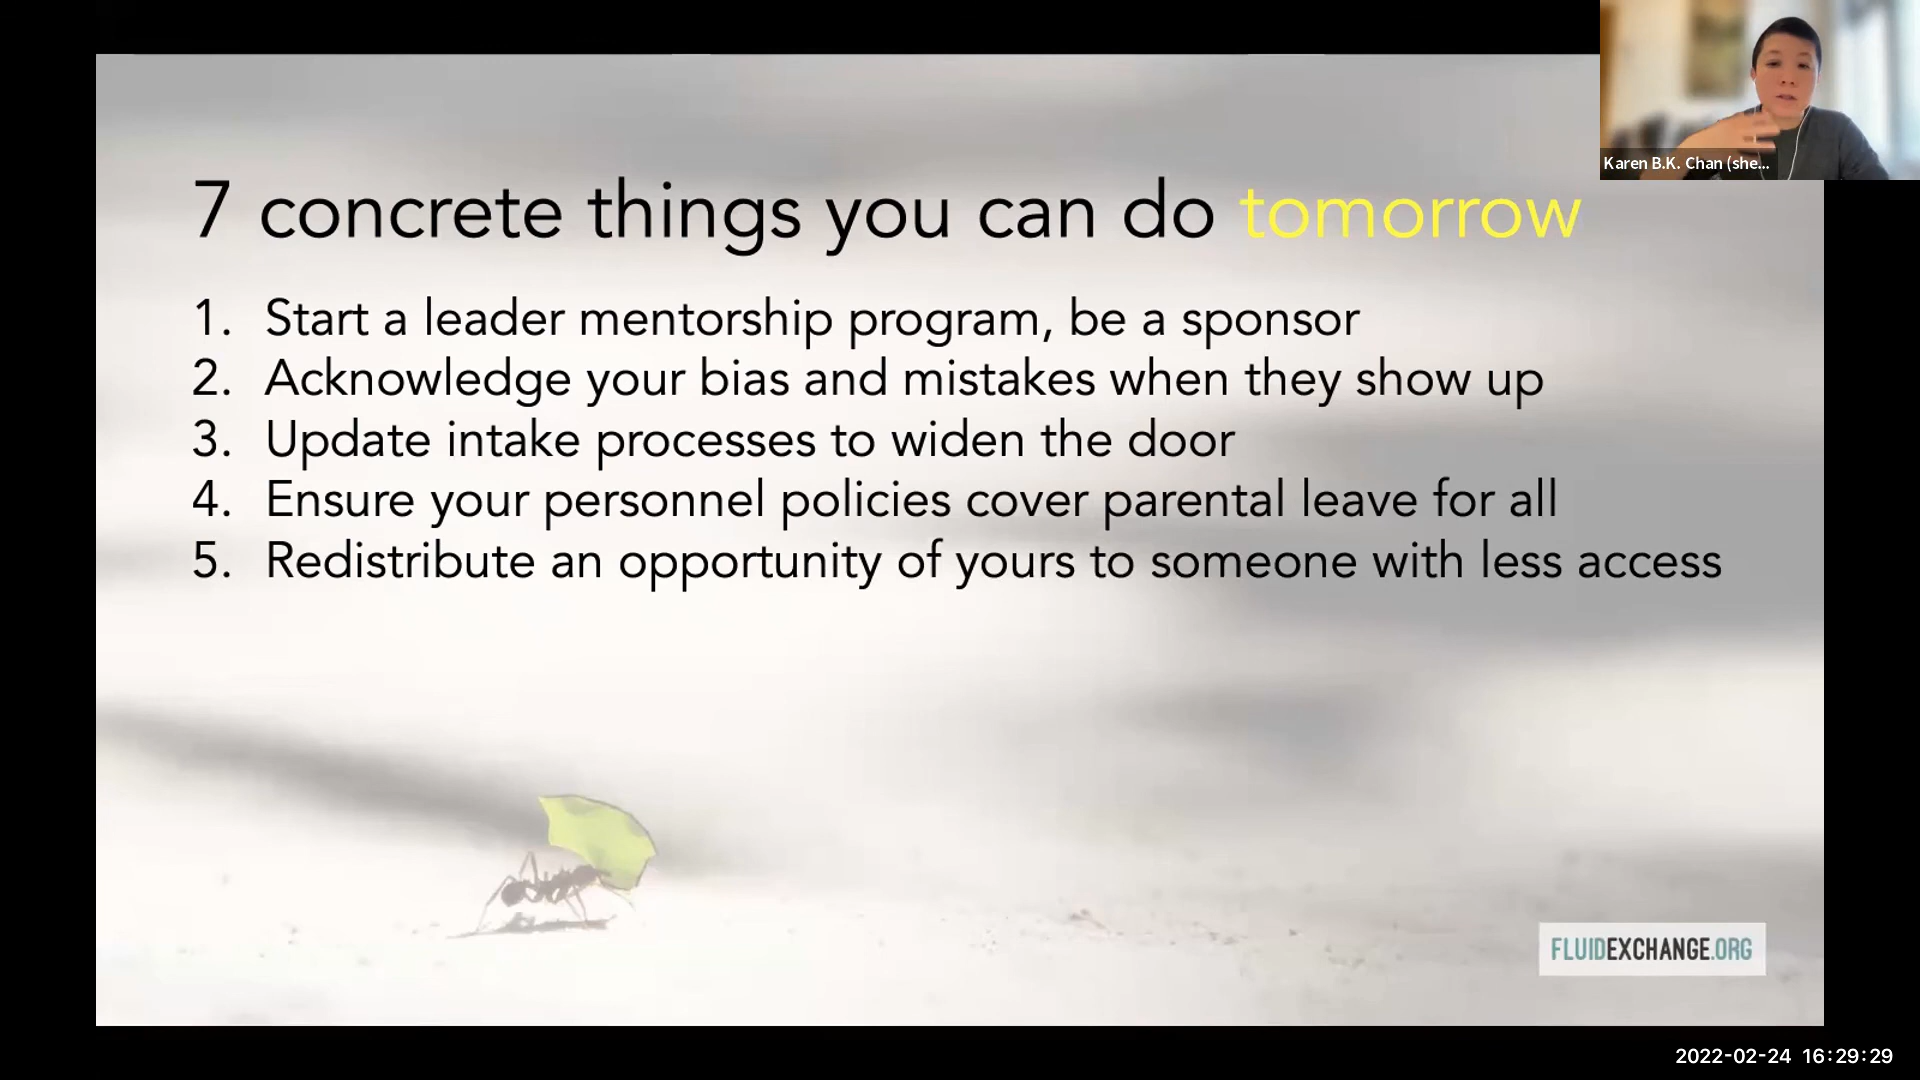 Karen B.K. Chan (she...
7 concrete things you can do tomorrow
1. Start a leader mentorship program, be a sponsor
2. Acknowledge your bias and mistakes when they show up
3. Update intake processes to widen the door
4. Ensure your personnel policies cover parental leave for all
5. Redistribute an opportunity of yours to someone with less access
FLUIDEXCHANGE.ORG
2022-02-24 16:29:29